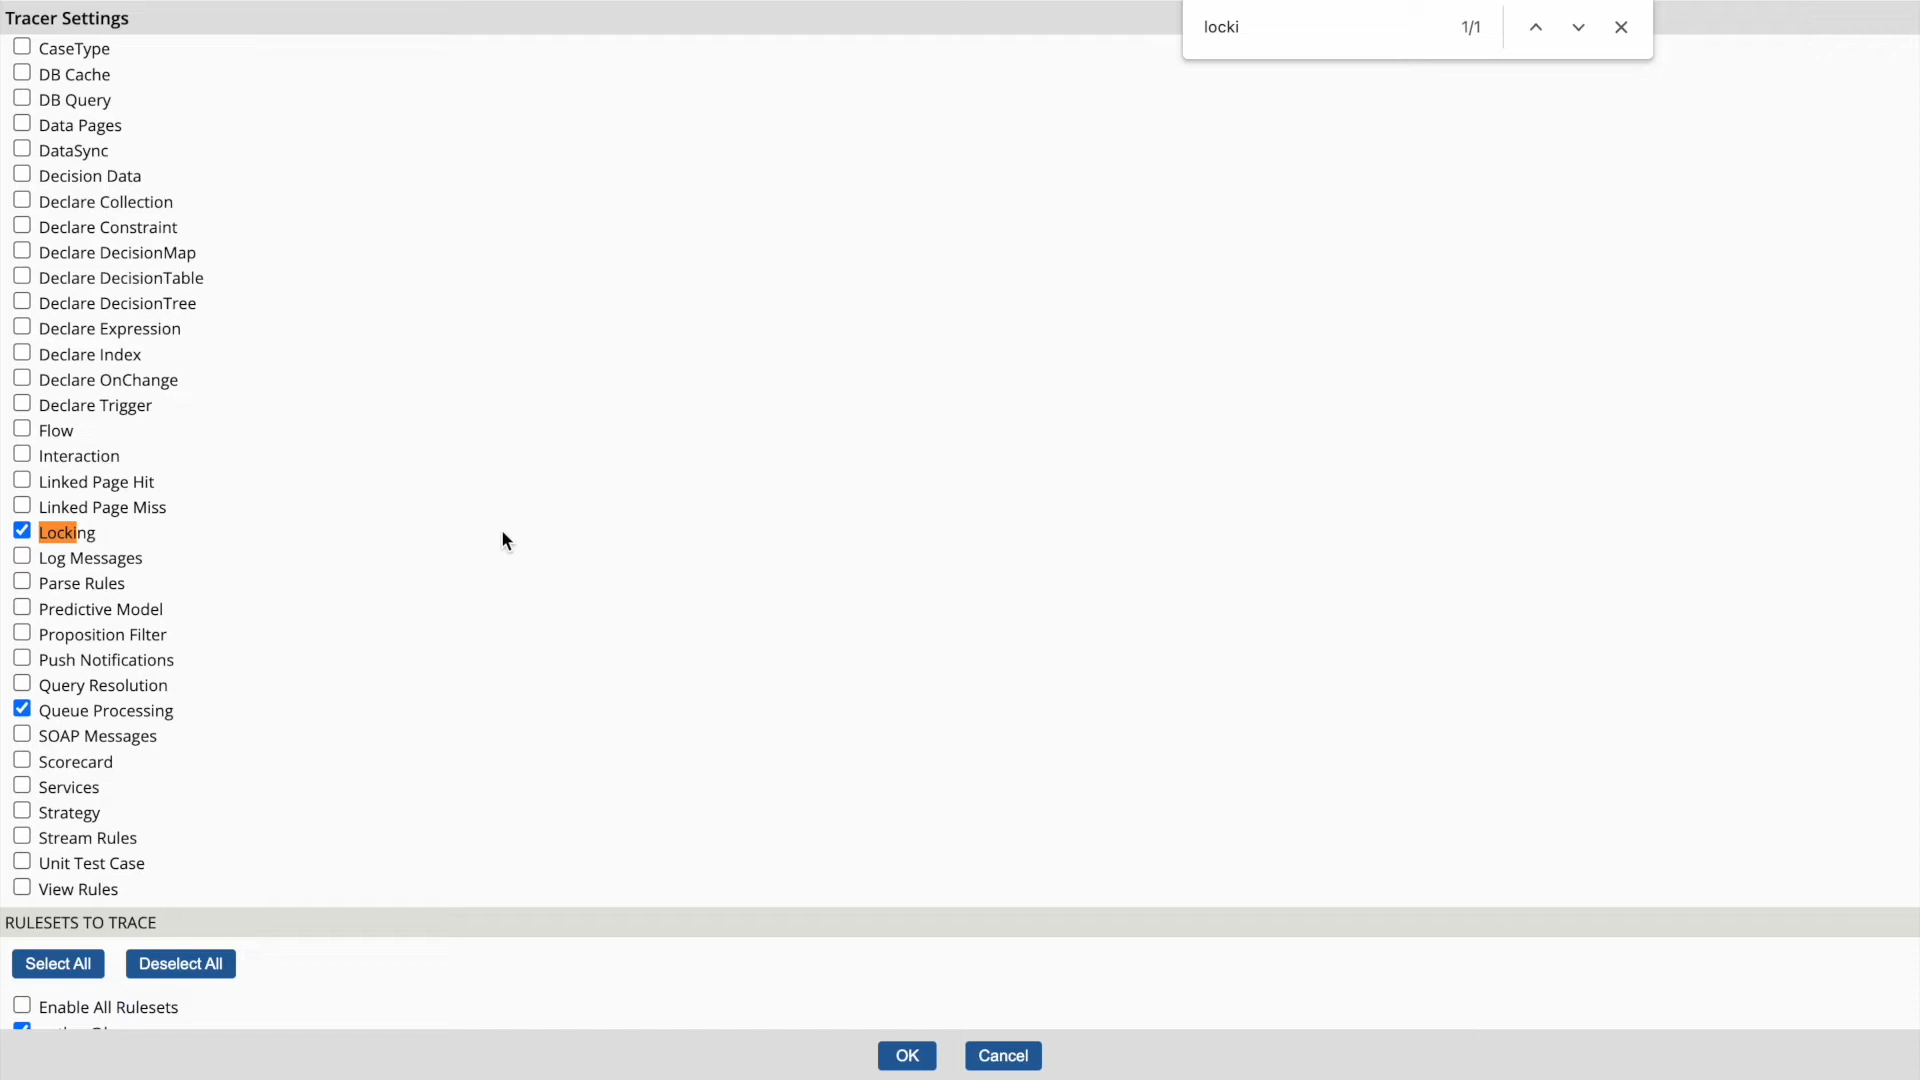 Tracer Settings
locki
1/1
CaseType
DB Cache
DB Query
Data Pages
DataSync
Decision Data
Declare Collection
Declare Constraint
Declare DecisionMap
Declare DecisionTable
Declare DecisionTree
Declare Expression
Declare Index
Declare OnChange
Declare Trigger
Flow
Interaction
Linked Page Hit
Linked Page Miss
Locking
Log Messages
Parse Rules
Predictive Model
Proposition Filter
Push Notifications
Query Resolution
Queue Processing
SOAP Messages
Scorecard
Services
Strategy
Stream Rules
Unit Test Case
View Rules
RULESETS TO TRACE
Select All Deselect All
Enable All Rulesets
OK Cancel